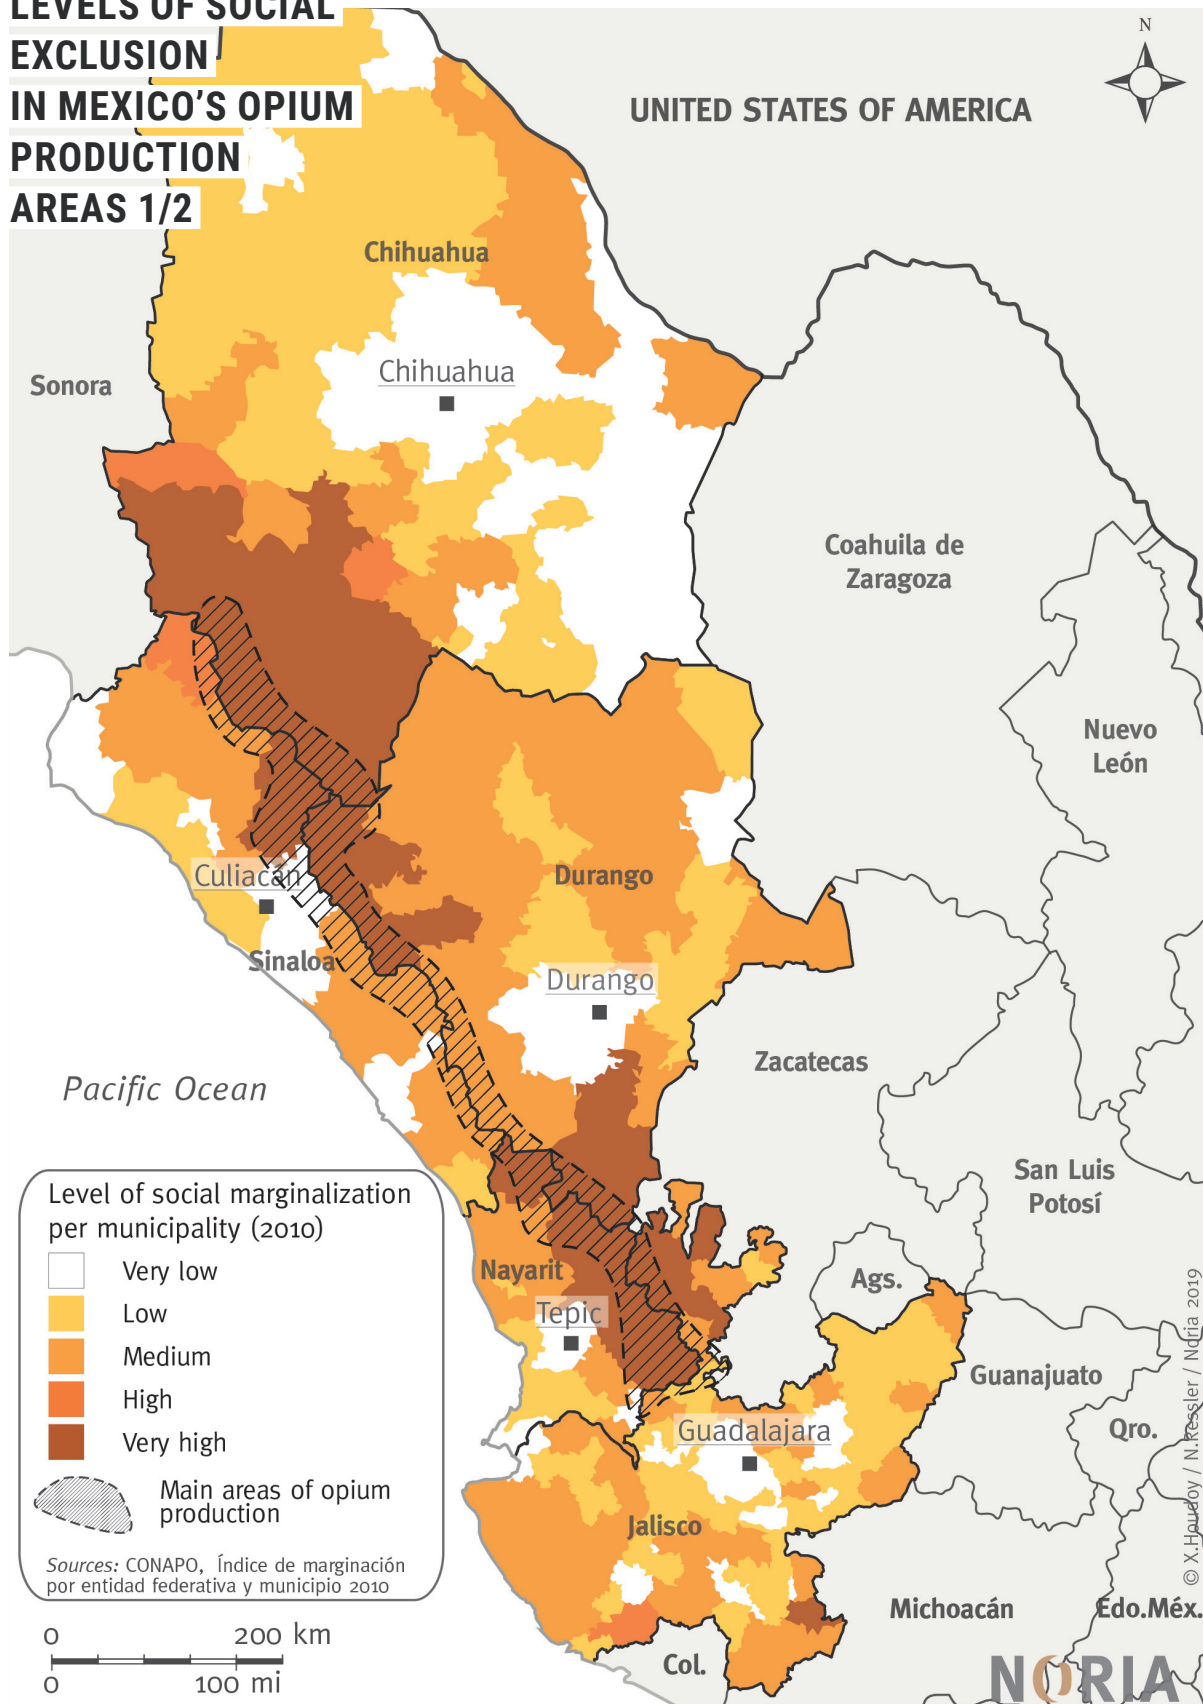 LEVELS OF SOCIAL
EXCLUSION
IN MEXICO'S OPIUM
PRODUCTION
AREAS 1/2
N
UNITED STATES OF AMERICA
Chihuahua
Chihuahua
Sonora
Coahuila de
Zaragoza
Nuevo
León
Culiacán
Durango
Sinaloa
Durango
Zacatecas
Pacific Ocean
San Luis
Potosí
Nayarit
Ags.
Tepic
Guanajuato
Qro.
Guadalajara
Jalisco
Michoacán
Edo.Méx.
Col.
Level of social marginalization
per municipality (2010)
Very low
Low
Medium
High
Very high
Main areas of opium
production
Sources: CONAPO, Índice de marginación
por entidad federativa y municipio 2010
0 200 km
0 100 mi
© X.Houdoy / N.Kessler / Noria 2019
NORIA